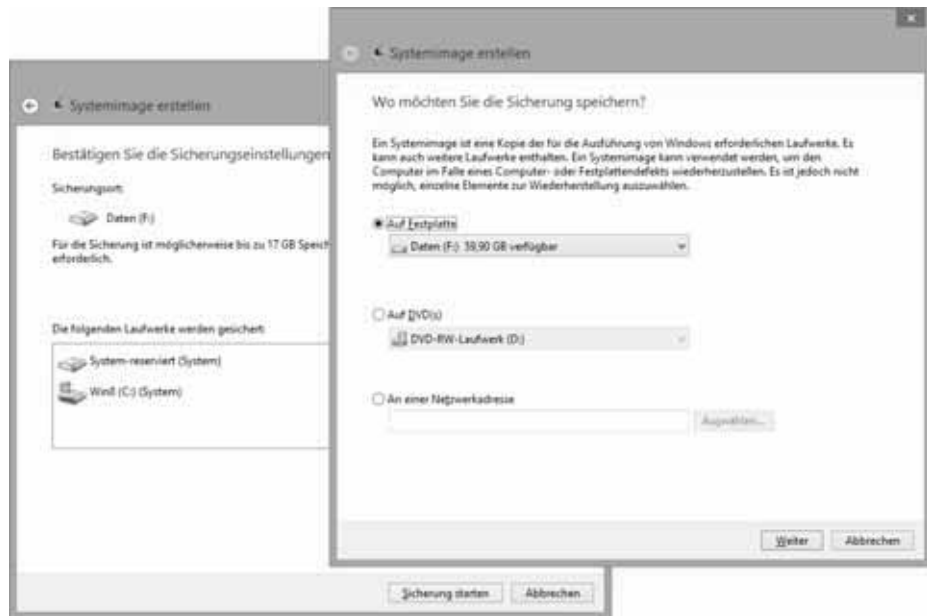 Systemimage erstellen
Bestätigen Sie die Sicherungseinstellungen
Sicherungsort:
Daten (F:)
Für die Sicherung ist möglicherweise bis zu 17 GB Speich
erforderlich.
Die folgenden Laufwerke werden gesichert:
System-reserviert (System)
Win8 (C:) (System)
Sicherung starten
Abbrechen
Systemimage erstellen
Wo möchten Sie die Sicherung speichern?
Ein Systemimage ist eine Kopie der für die Ausführung von Windows erforderlichen Laufwerke. Es
kann auch weitere Laufwerke enthalten. Ein Systemimage kann verwendet werden, um den
Computer im Falle eines Computer- oder Festplattendefekts wiederherzustellen. Es ist jedoch nicht
möglich, einzelne Elemente zur Wiederherstellung auszuwählen.
Auf Festplatte
Daten (F:) 39,90 GB verfügbar
Auf DVD(s)
DVD-RW-Laufwerk (D:)
An einer Netzwerkadresse
Auswählen...
Weiter
Abbrechen